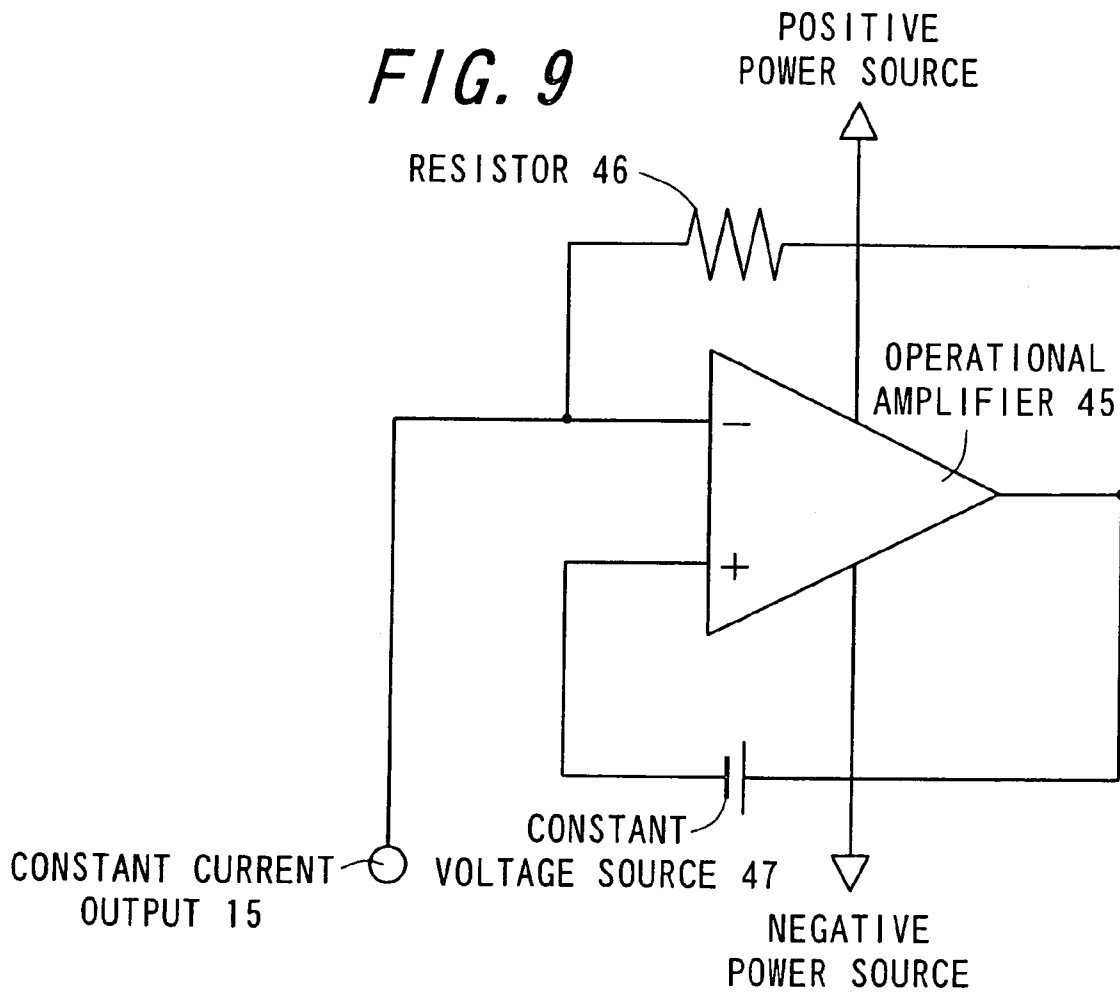 FIG. 9
POSITIVE
POWER SOURCE
RESISTOR 46
OPERATIONAL
AMPLIFIER 45
−
+
CONSTANT
VOLTAGE SOURCE 47
CONSTANT CURRENT
OUTPUT 15
NEGATIVE
POWER SOURCE